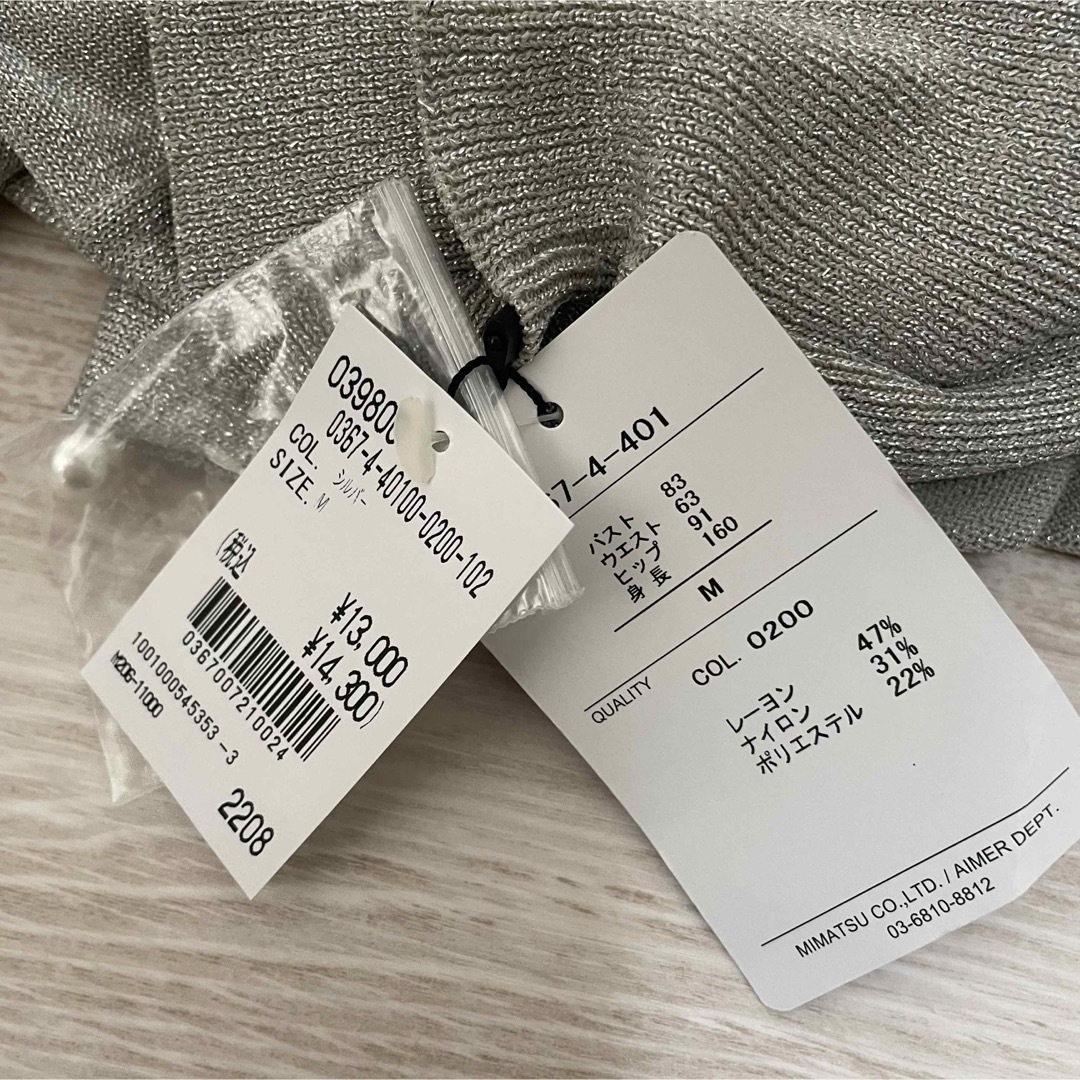 03980
0367-4-40100-0200-102
COL. シルバー
SIZE. M
¥13,000
(税込 ¥14,300)
0367007210024
1001000545353 -3
M206-11000
2208
67-4-401
バスト 83
ウエスト 63
ヒップ 91
身長 160
M
COL. 0200
QUALITY
レーヨン 47%
ナイロン 31%
ポリエステル 22%
MIMATSU CO.,LTD. / AIMER DEPT.
03-6810-8812